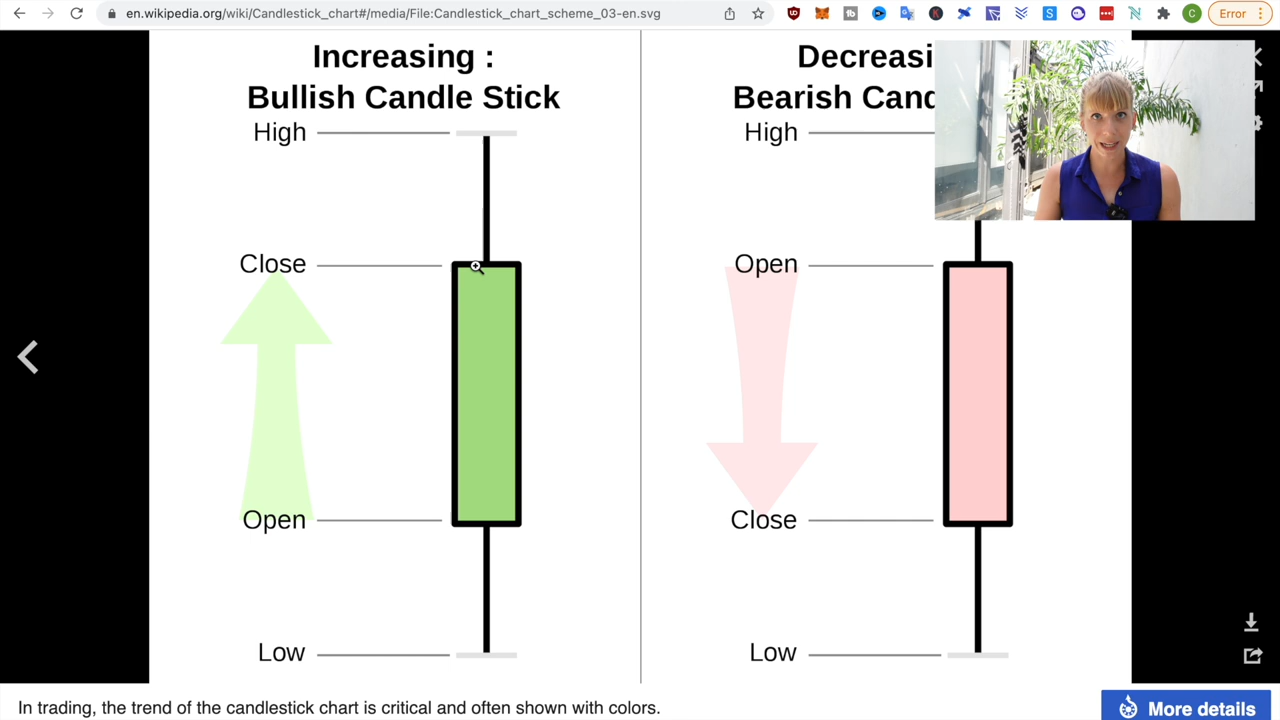 en.wikipedia.org/wiki/Candlestick_chart#/media/File:Candlestick_chart_scheme_03-en.svg
Error
Increasing :
Bullish Candle Stick
High
Close
Open
Low
Decreasi
Bearish Cand
High
Open
Close
Low
In trading, the trend of the candlestick chart is critical and often shown with colors.
More details